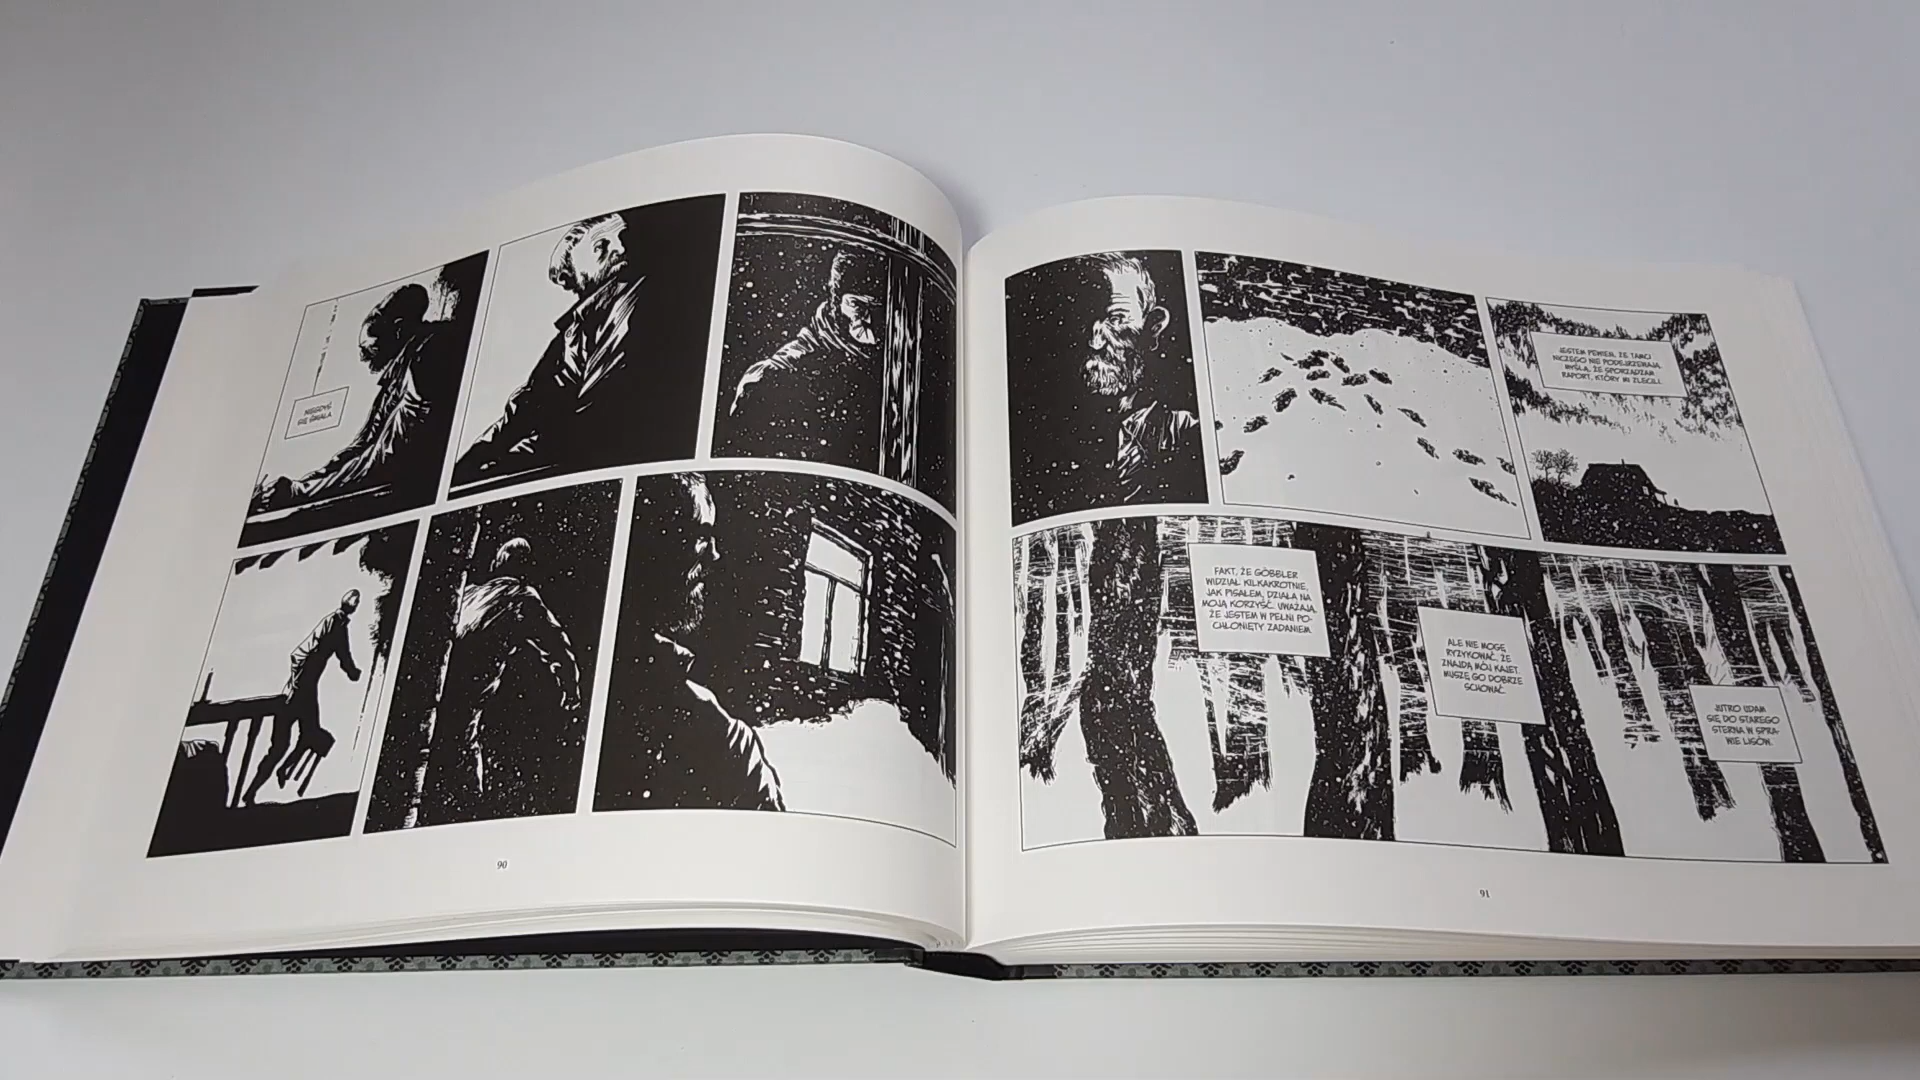 NIEGDYŚ
SIĘ ŚMIAŁA.
90
JESTEM PEWIEN, ŻE TAMCI
NICZEGO NIE PODEJRZEWAJĄ.
MYŚLĄ, ŻE SPORZĄDZAM
RAPORT, KTÓRY MI ZLECILI.
FAKT, ŻE GÖBBLER
WIDZIAŁ KILKAKROTNIE,
JAK PISAŁEM, DZIAŁA NA
MOJĄ KORZYŚĆ. UWAŻAJĄ,
ŻE JESTEM W PEŁNI PO-
CHŁONIĘTY ZADANIEM.
ALE NIE MOGĘ
RYZYKOWAĆ, ŻE
ZNAJDĄ MÓJ KAJET.
MUSZĘ GO DOBRZE
SCHOWAĆ.
JUTRO UDAM
SIĘ DO STAREGO
STERNA W SPRA-
WIE LISÓW.
91